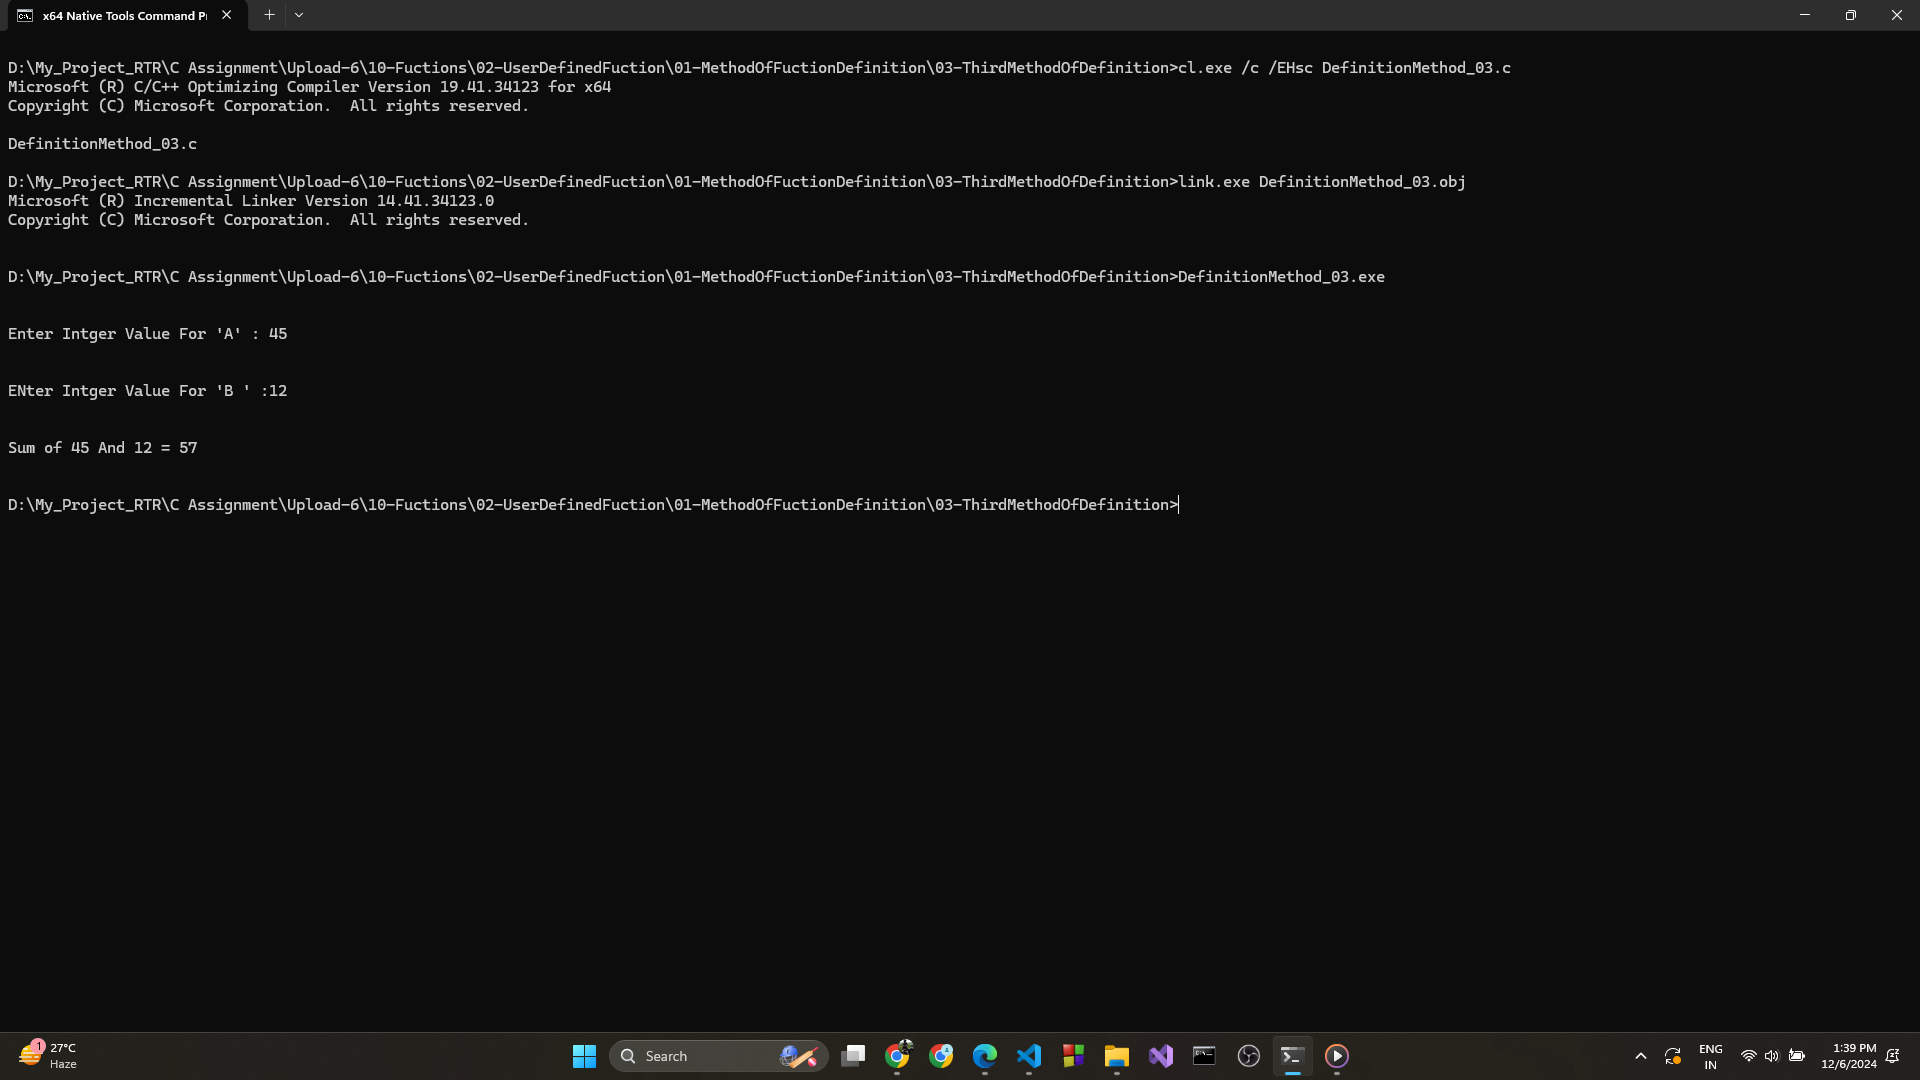 x64 Native Tools Command P
D:\My_Project_RTR\C Assignment\Upload-6\10-Fuctions\02-UserDefinedFuction\01-MethodOfFuctionDefinition\03-ThirdMethodOfDefinition>cl.exe /c /EHsc DefinitionMethod_03.c
Microsoft (R) C/C++ Optimizing Compiler Version 19.41.34123 for x64
Copyright (C) Microsoft Corporation.  All rights reserved.
DefinitionMethod_03.c
D:\My_Project_RTR\C Assignment\Upload-6\10-Fuctions\02-UserDefinedFuction\01-MethodOfFuctionDefinition\03-ThirdMethodOfDefinition>link.exe DefinitionMethod_03.obj
Microsoft (R) Incremental Linker Version 14.41.34123.0
Copyright (C) Microsoft Corporation.  All rights reserved.
D:\My_Project_RTR\C Assignment\Upload-6\10-Fuctions\02-UserDefinedFuction\01-MethodOfFuctionDefinition\03-ThirdMethodOfDefinition>DefinitionMethod_03.exe
Enter Intger Value For 'A' : 45
ENter Intger Value For 'B ' :12
Sum of 45 And 12 = 57
D:\My_Project_RTR\C Assignment\Upload-6\10-Fuctions\02-UserDefinedFuction\01-MethodOfFuctionDefinition\03-ThirdMethodOfDefinition>
1
27°C
Haze
Search
ENG
IN
1:39 PM
12/6/2024